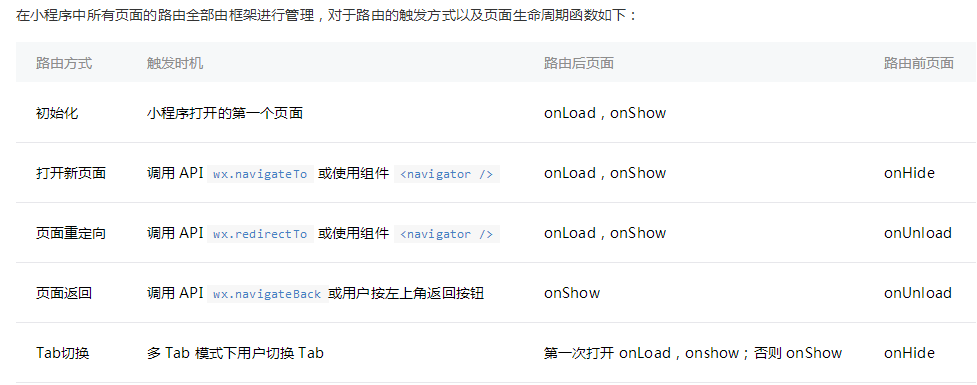 在小程序中所有页面的路由全部由框架进行管理，对于路由的触发方式以及页面生命周期函数如下：
路由方式 触发时机 路由后页面 路由前页面
初始化 小程序打开的第一个页面 onLoad，onShow
打开新页面 调用 API wx.navigateTo 或使用组件 <navigator /> onLoad，onShow onHide
页面重定向 调用 API wx.redirectTo 或使用组件 <navigator /> onLoad，onShow onUnload
页面返回 调用 API wx.navigateBack 或用户按左上角返回按钮 onShow onUnload
Tab切换 多 Tab 模式下用户切换 Tab 第一次打开 onLoad，onshow；否则 onShow onHide